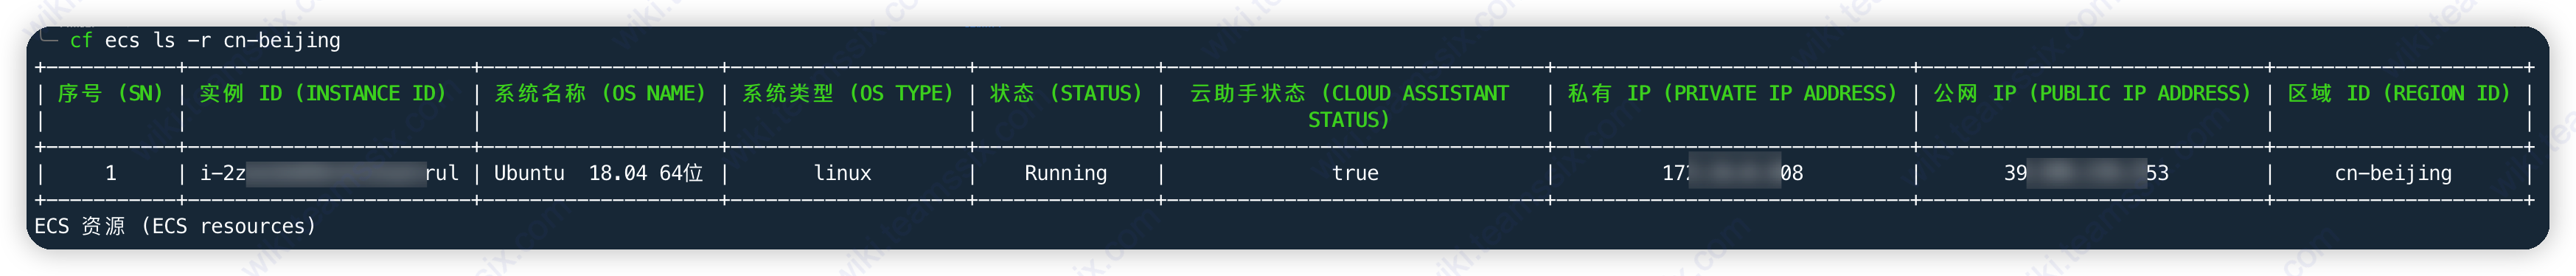 cf ecs ls -r cn-beijing
序号 (SN) | 实例 ID (INSTANCE ID) | 系统名称 (OS NAME) | 系统类型 (OS TYPE) | 状态 (STATUS) | 云助手状态 (CLOUD ASSISTANT | 私有 IP (PRIVATE IP ADDRESS) | 公网 IP (PUBLIC IP ADDRESS) | 区域 ID (REGION ID)
STATUS)
1 | i-2z rul | Ubuntu  18.04 64位 | linux | Running | true | 17 08 | 39 53 | cn-beijing
ECS 资源 (ECS resources)